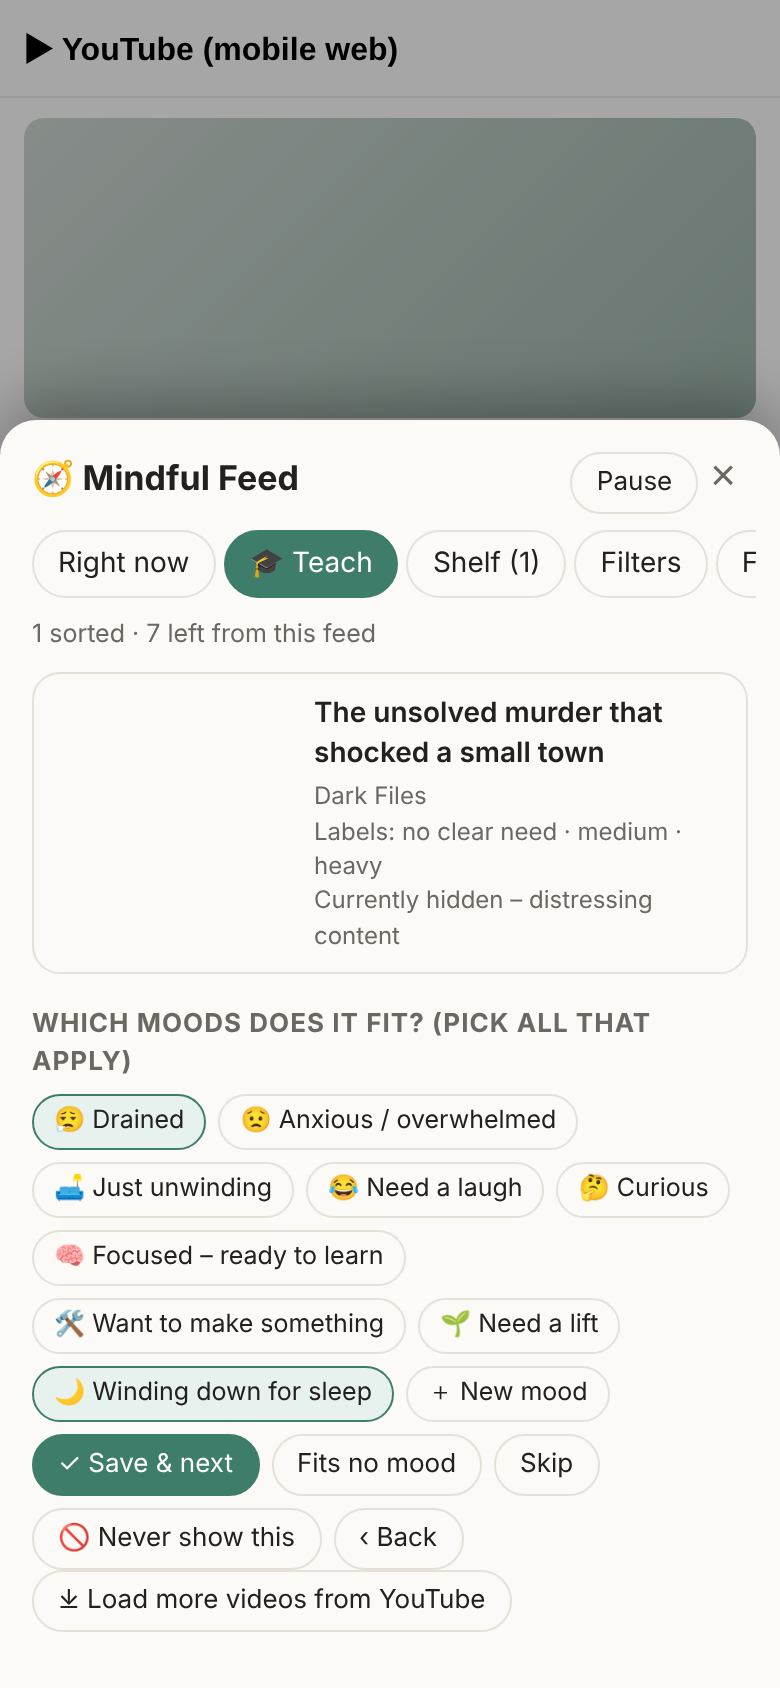 ▶ YouTube (mobile web)
🧭 Mindful Feed
Pause
✕
Right now
🎓 Teach
Shelf (1)
Filters
F
1 sorted · 7 left from this feed
The unsolved murder that
shocked a small town
Dark Files
Labels: no clear need · medium ·
heavy
Currently hidden – distressing
content
WHICH MOODS DOES IT FIT? (PICK ALL THAT
APPLY)
😮‍💨 Drained
😟 Anxious / overwhelmed
🛋️ Just unwinding
😂 Need a laugh
🤔 Curious
🧠 Focused – ready to learn
🛠️ Want to make something
🌱 Need a lift
🌙 Winding down for sleep
+ New mood
✓ Save & next
Fits no mood
Skip
🚫 Never show this
‹ Back
⤓ Load more videos from YouTube